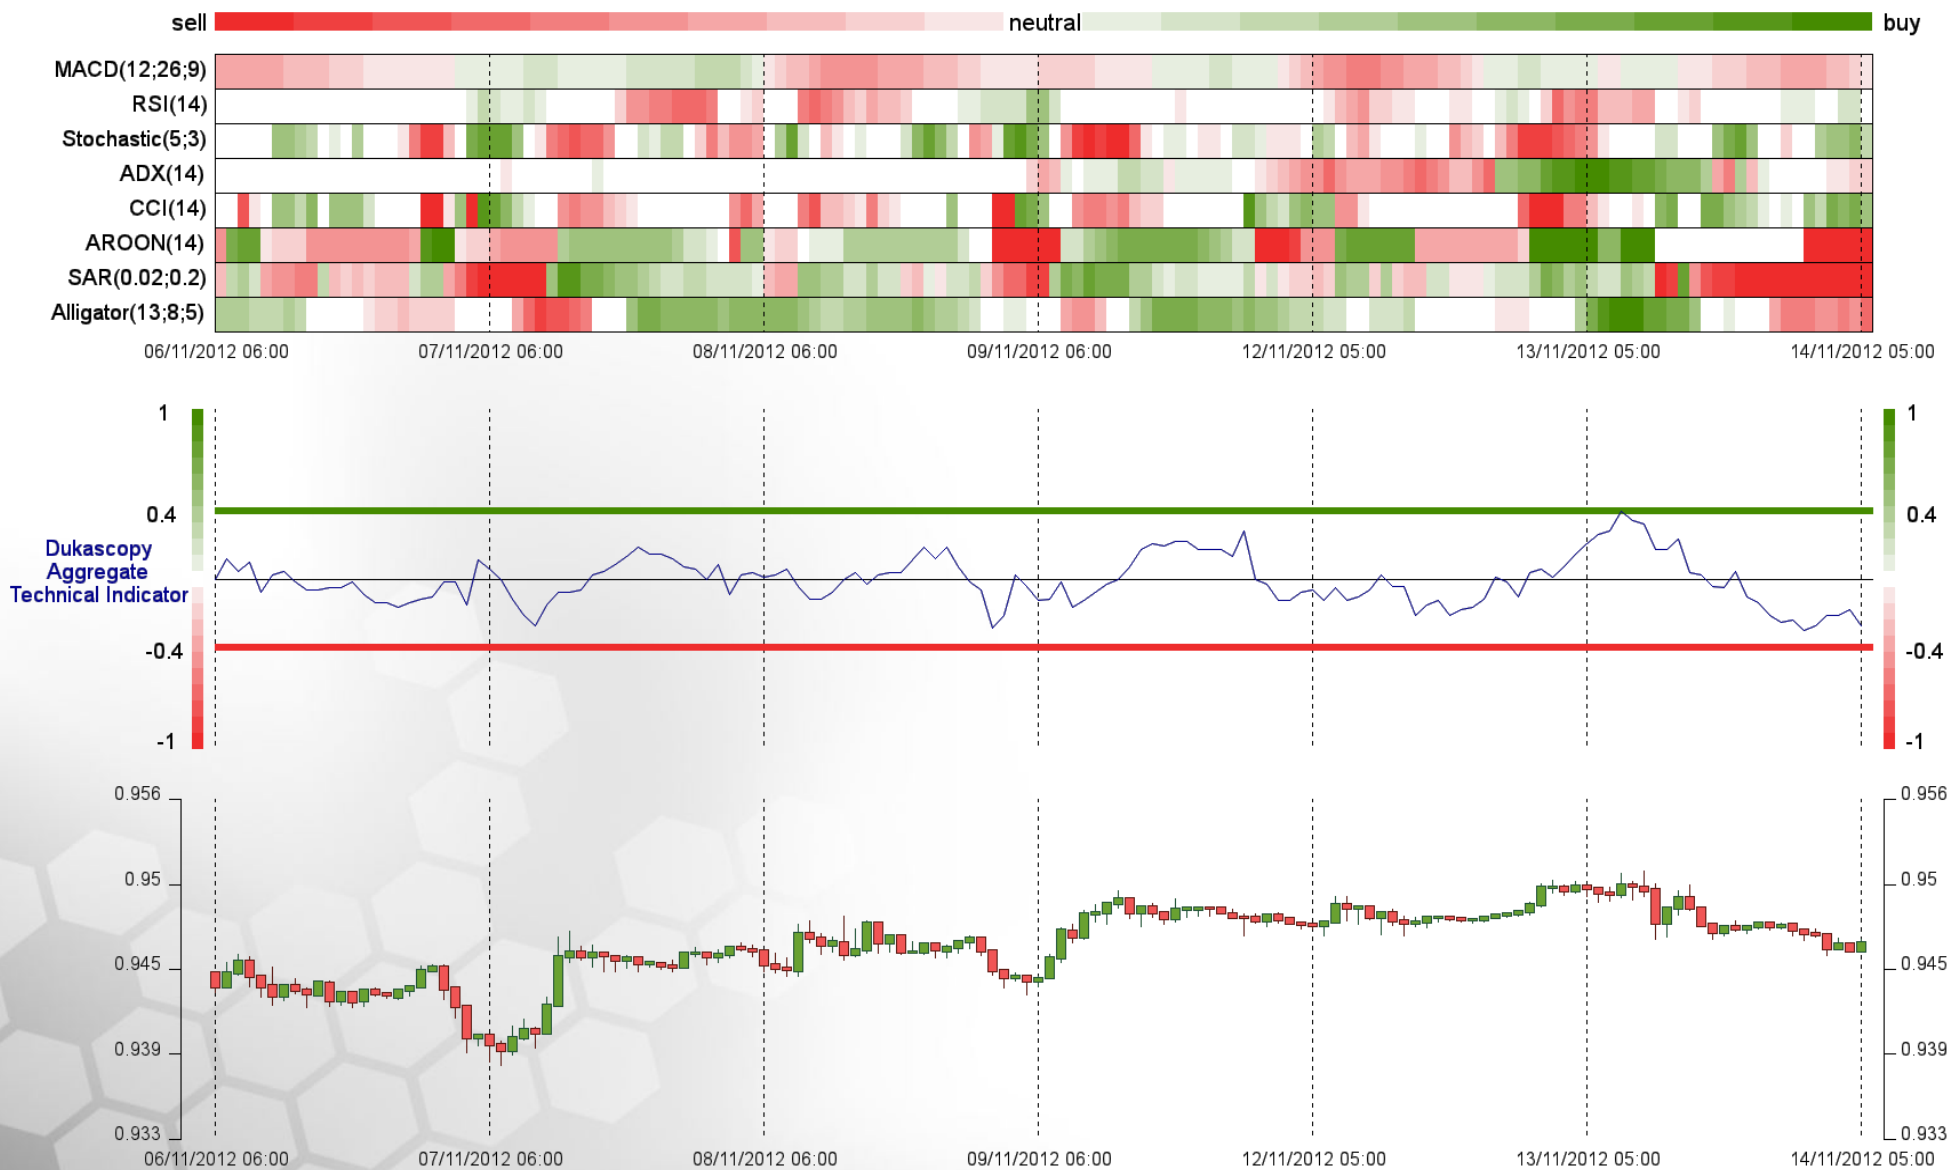 sell neutral buy
MACD(12;26;9)
RSI(14)
Stochastic(5;3)
ADX(14)
CCI(14)
AROON(14)
SAR(0.02;0.2)
Alligator(13;8;5)
06/11/2012 06:00 07/11/2012 06:00 08/11/2012 06:00 09/11/2012 06:00 12/11/2012 05:00 13/11/2012 05:00 14/11/2012 05:00
1 1
0.4 0.4
Dukascopy
Aggregate
Technical Indicator
-0.4 -0.4
-1 -1
0.956 0.956
0.95 0.95
0.945 0.945
0.939 0.939
0.933 0.933
06/11/2012 06:00 07/11/2012 06:00 08/11/2012 06:00 09/11/2012 06:00 12/11/2012 05:00 13/11/2012 05:00 14/11/2012 05:00